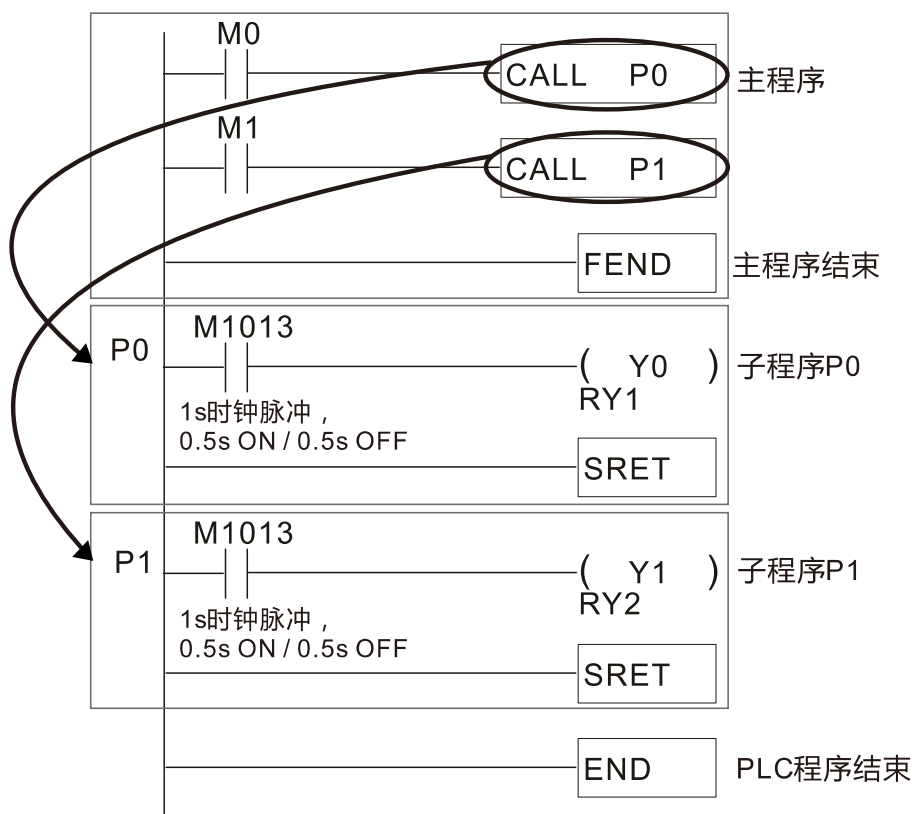 M0
CALL P0 主程序
M1
CALL P1
FEND 主程序结束
M1013
P0 ( Y0 ) 子程序P0
RY1
1s时钟脉冲，
0.5s ON / 0.5s OFF
SRET
M1013
P1 ( Y1 ) 子程序P1
RY2
1s时钟脉冲，
0.5s ON / 0.5s OFF
SRET
END PLC程序结束